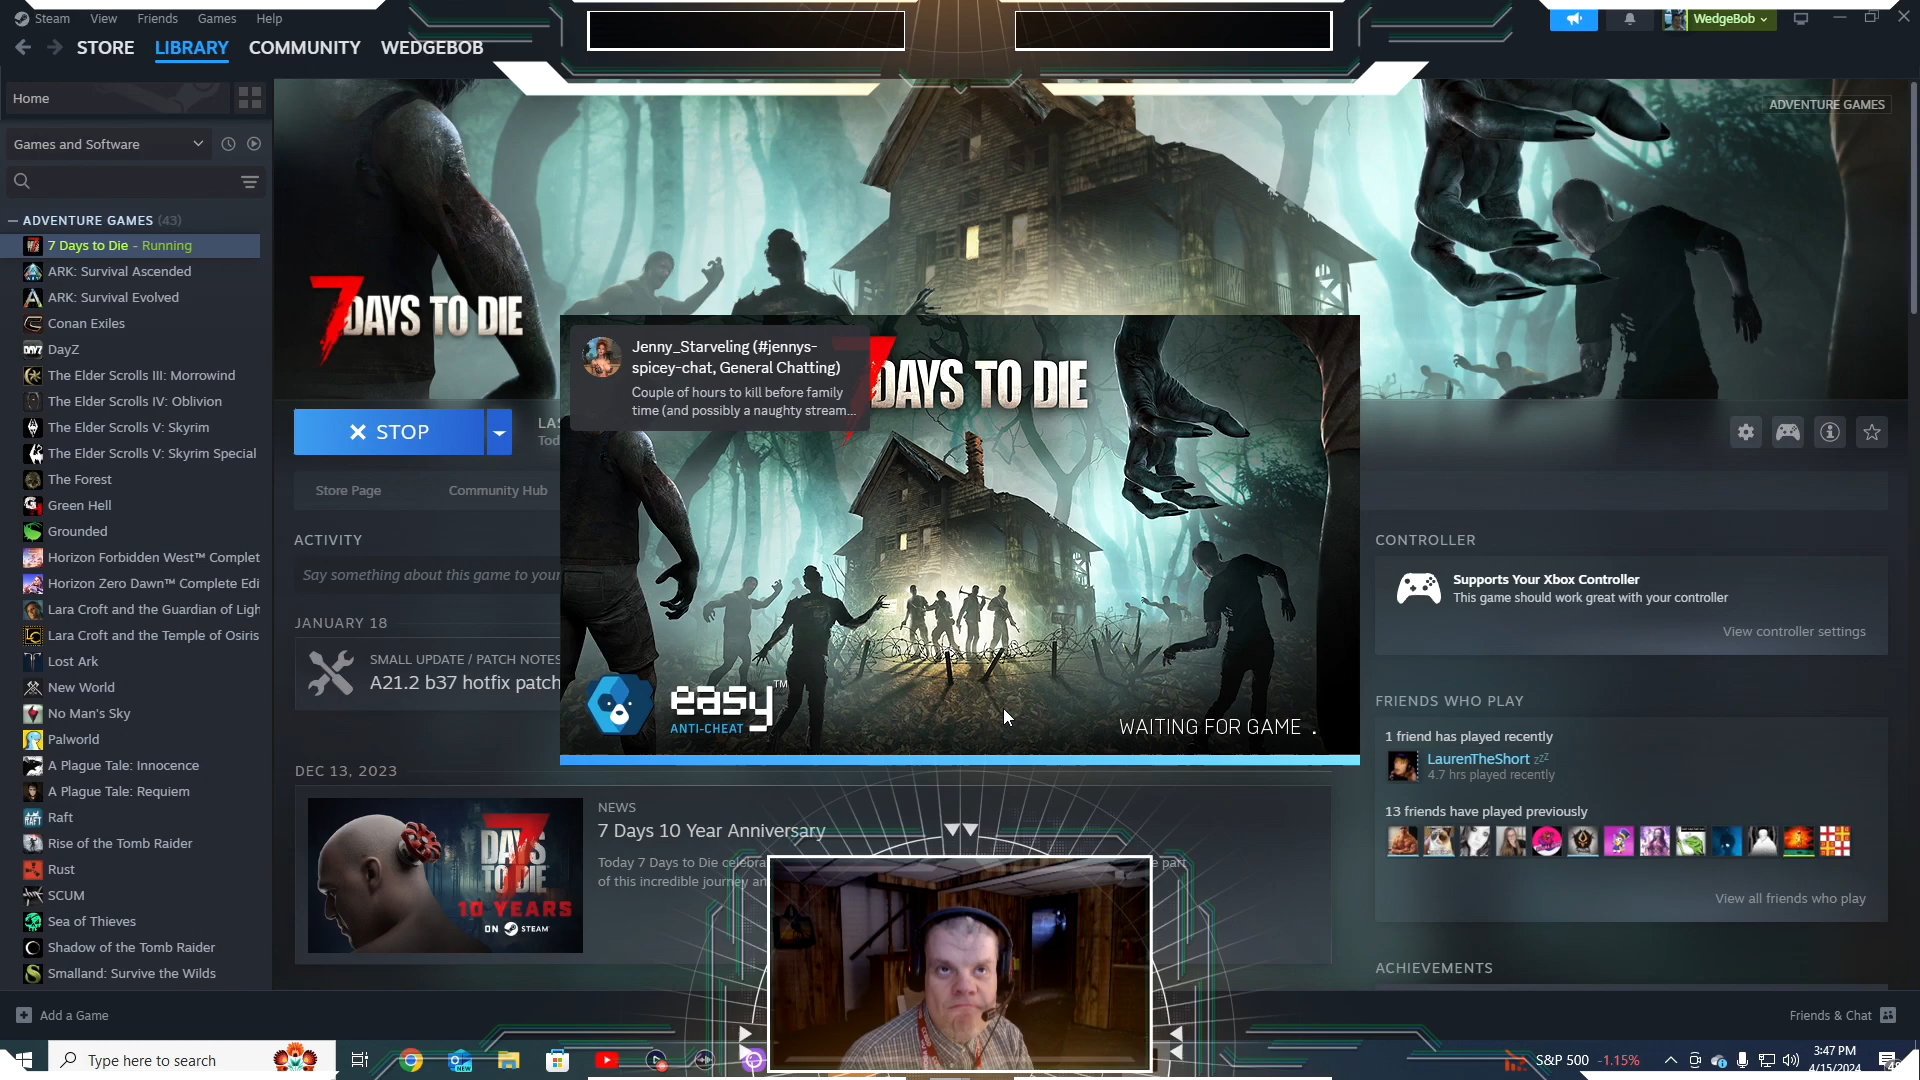 Steam View Friends Games Help
WedgeBob
STORE LIBRARY COMMUNITY WEDGEBOB
Home
ADVENTURE GAMES
Games and Software
ADVENTURE GAMES (43)
7 Days to Die - Running
ARK: Survival Ascended
ARK: Survival Evolved
Conan Exiles
DayZ
The Elder Scrolls III: Morrowind
The Elder Scrolls IV: Oblivion
The Elder Scrolls V: Skyrim
The Elder Scrolls V: Skyrim Special
The Forest
Green Hell
Grounded
Horizon Forbidden West™ Complet
Horizon Zero Dawn™ Complete Edi
Lara Croft and the Guardian of Ligh
Lara Croft and the Temple of Osiris
Lost Ark
New World
No Man's Sky
Palworld
A Plague Tale: Innocence
A Plague Tale: Requiem
Raft
Rise of the Tomb Raider
Rust
SCUM
Sea of Thieves
Shadow of the Tomb Raider
Smalland: Survive the Wilds
Add a Game
7 DAYS TO DIE
STOP
LAS
Tod
Store Page Community Hub
ACTIVITY
Say something about this game to your
JANUARY 18
SMALL UPDATE / PATCH NOTES
A21.2 b37 hotfix patch
DEC 13, 2023
7 DAYS TO DIE
10 YEARS
ON STEAM
NEWS
7 Days 10 Year Anniversary
Today 7 Days to Die celebra e part
of this incredible journey an
Jenny_Starveling (#jennys-
spicey-chat, General Chatting)
Couple of hours to kill before family
time (and possibly a naughty stream...
7 DAYS TO DIE
easy™
ANTI-CHEAT
WAITING FOR GAME .
CONTROLLER
Supports Your Xbox Controller
This game should work great with your controller
View controller settings
FRIENDS WHO PLAY
1 friend has played recently
LaurenTheShort zzZ
4.7 hrs played recently
13 friends have played previously
View all friends who play
ACHIEVEMENTS
Friends & Chat
Type here to search
S&P 500 -1.15%
3:47 PM
4/15/2024